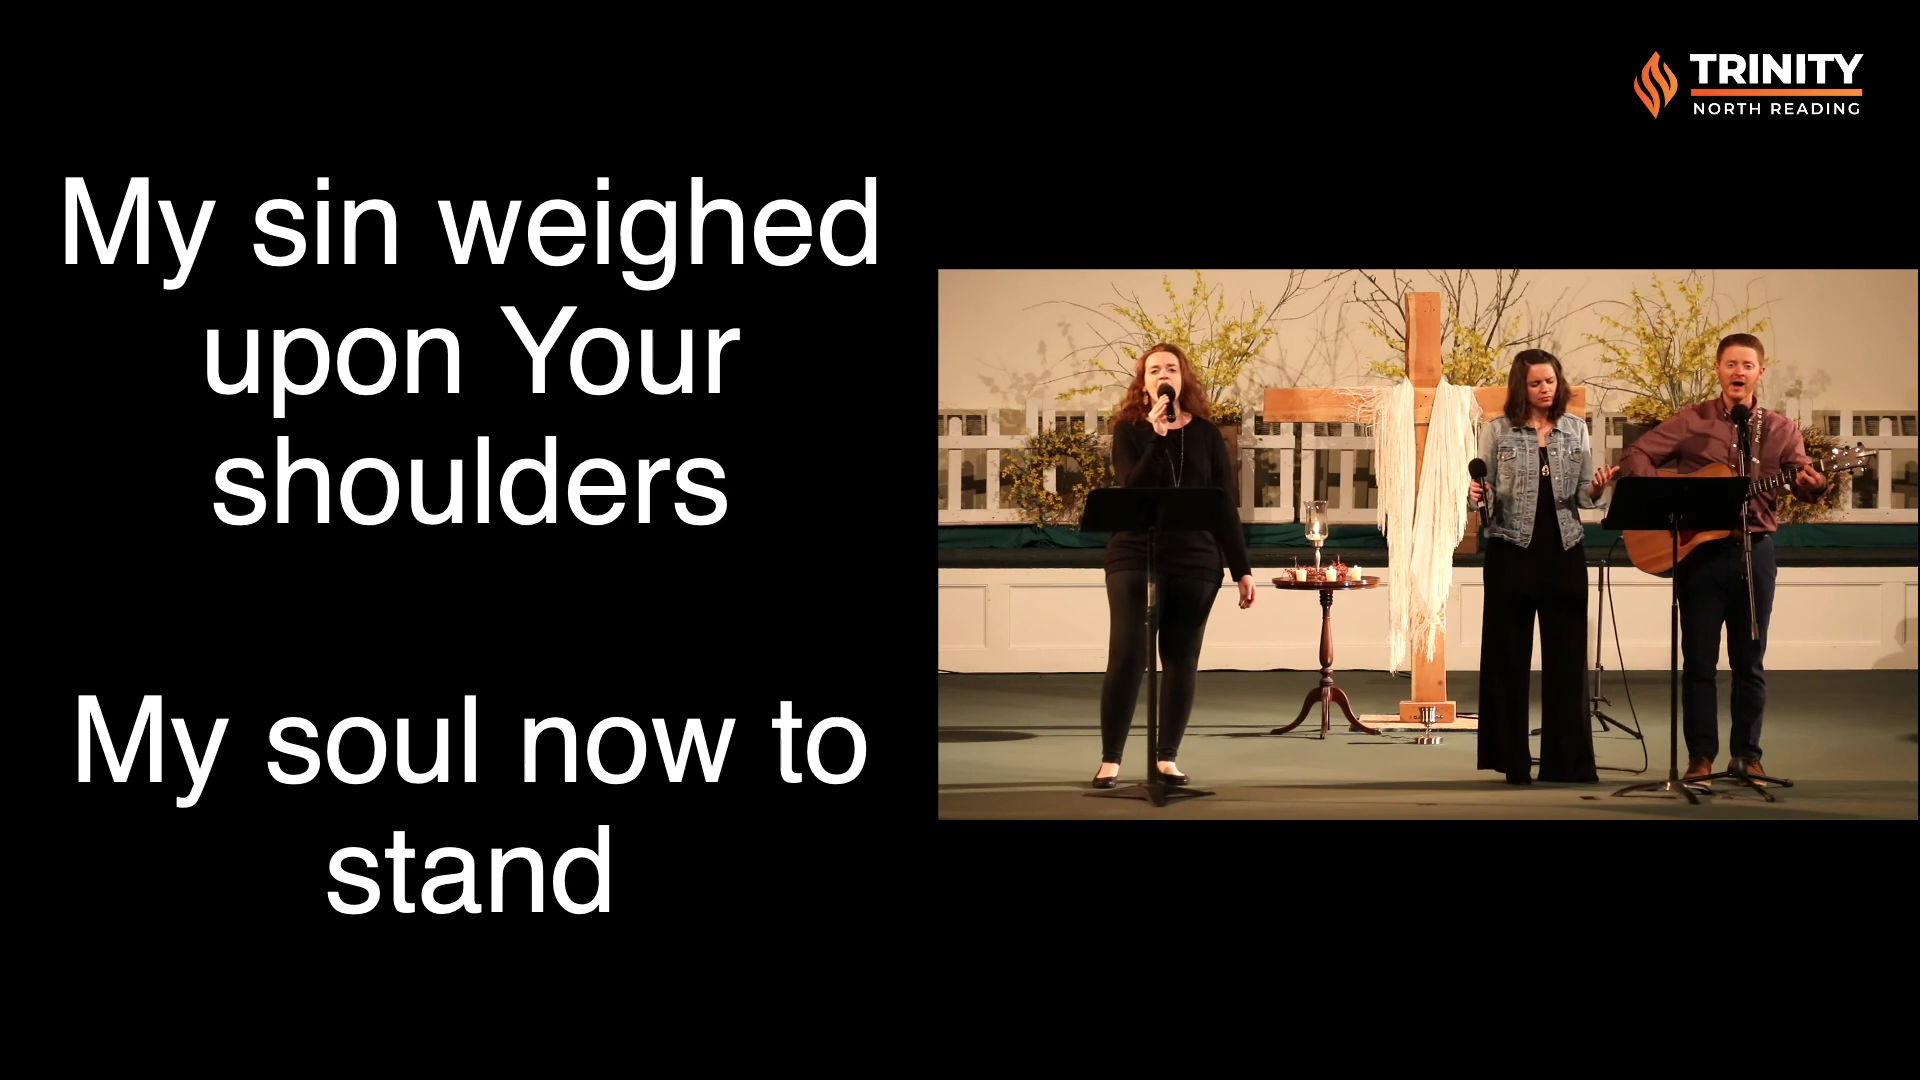 TRINITY
NORTH READING
My sin weighed
upon Your
shoulders
My soul now to
stand